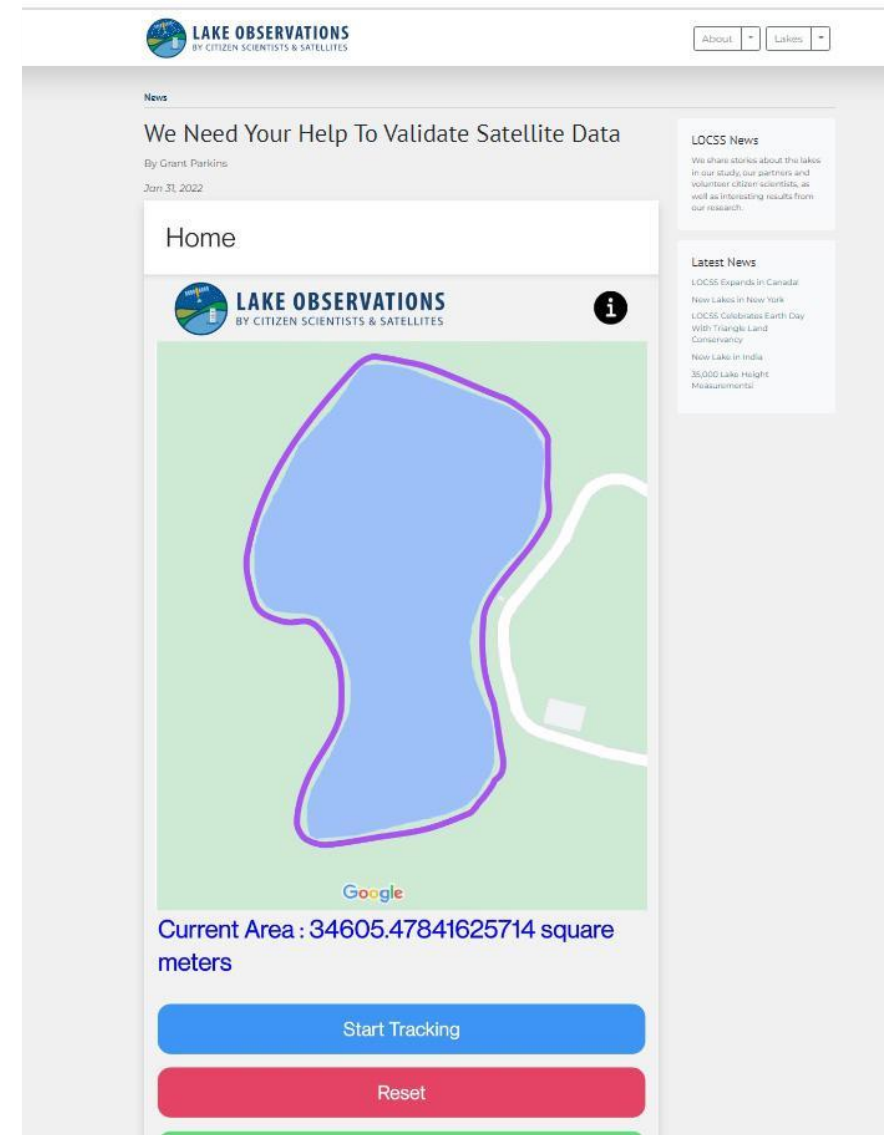 LAKE OBSERVATIONS
BY CITIZEN SCIENTISTS & SATELLITES
About
Lakes
News
We Need Your Help To Validate Satellite Data
By Grant Parkins
Jan 31, 2022
Home
LAKE OBSERVATIONS
BY CITIZEN SCIENTISTS & SATELLITES
Google
Current Area : 34605.47841625714 square
meters
Start Tracking
Reset
LOCSS News
We share stories about the lakes
in our study, our partners and
volunteer citizen scientists, as
well as interesting results from
our research.
Latest News
LOCSS Expands in Canada!
New Lakes in New York
LOCSS Celebrates Earth Day
With Triangle Land
Conservancy
New Lake in India
35,000 Lake Height
Measurements!